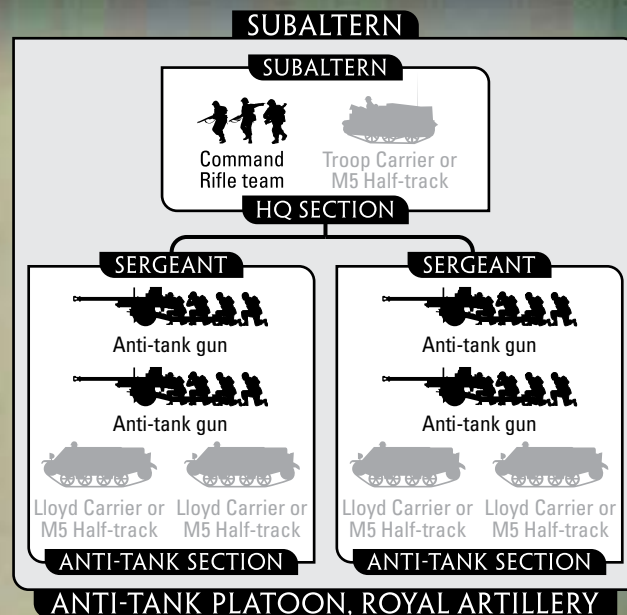 SUBALTERN
SUBALTERN
Command
Rifle team
Troop Carrier or
M5 Half-track
HQ SECTION
SERGEANT
Anti-tank gun
Anti-tank gun
Lloyd Carrier or
M5 Half-track
Lloyd Carrier or
M5 Half-track
ANTI-TANK SECTION
SERGEANT
Anti-tank gun
Anti-tank gun
Lloyd Carrier or
M5 Half-track
Lloyd Carrier or
M5 Half-track
ANTI-TANK SECTION
ANTI-TANK PLATOON, ROYAL ARTILLERY